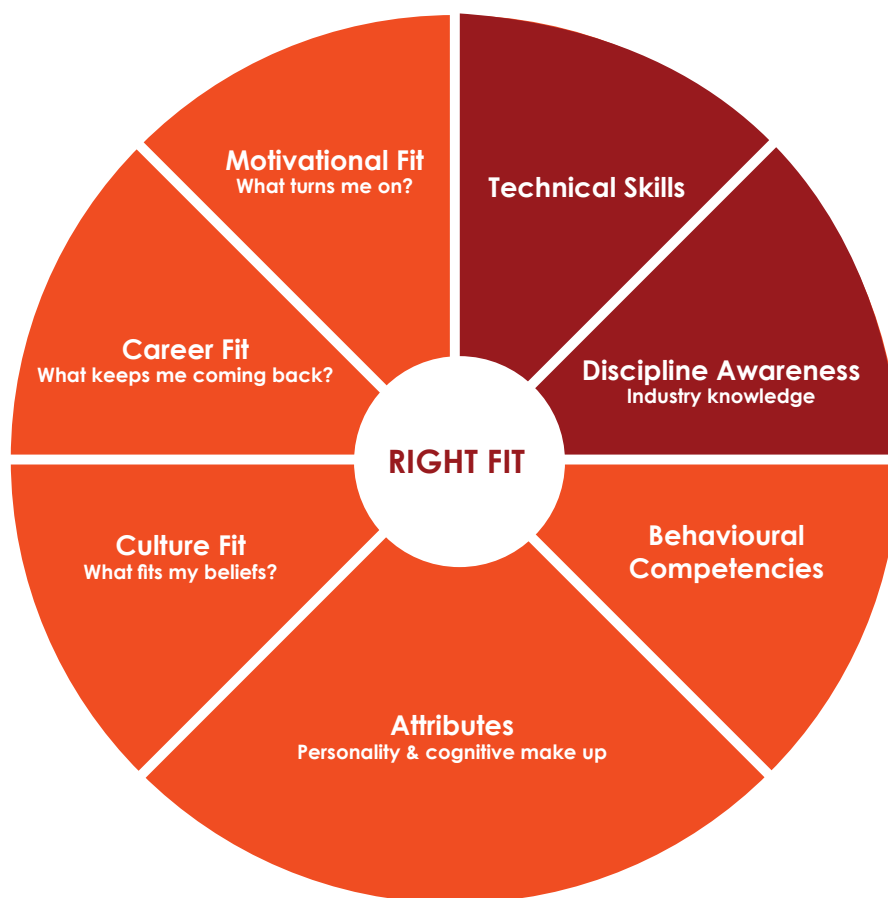 Motivational Fit
What turns me on?
Technical Skills
Career Fit
What keeps me coming back?
Discipline Awareness
Industry knowledge
RIGHT FIT
Culture Fit
What fits my beliefs?
Behavioural
Competencies
Attributes
Personality & cognitive make up